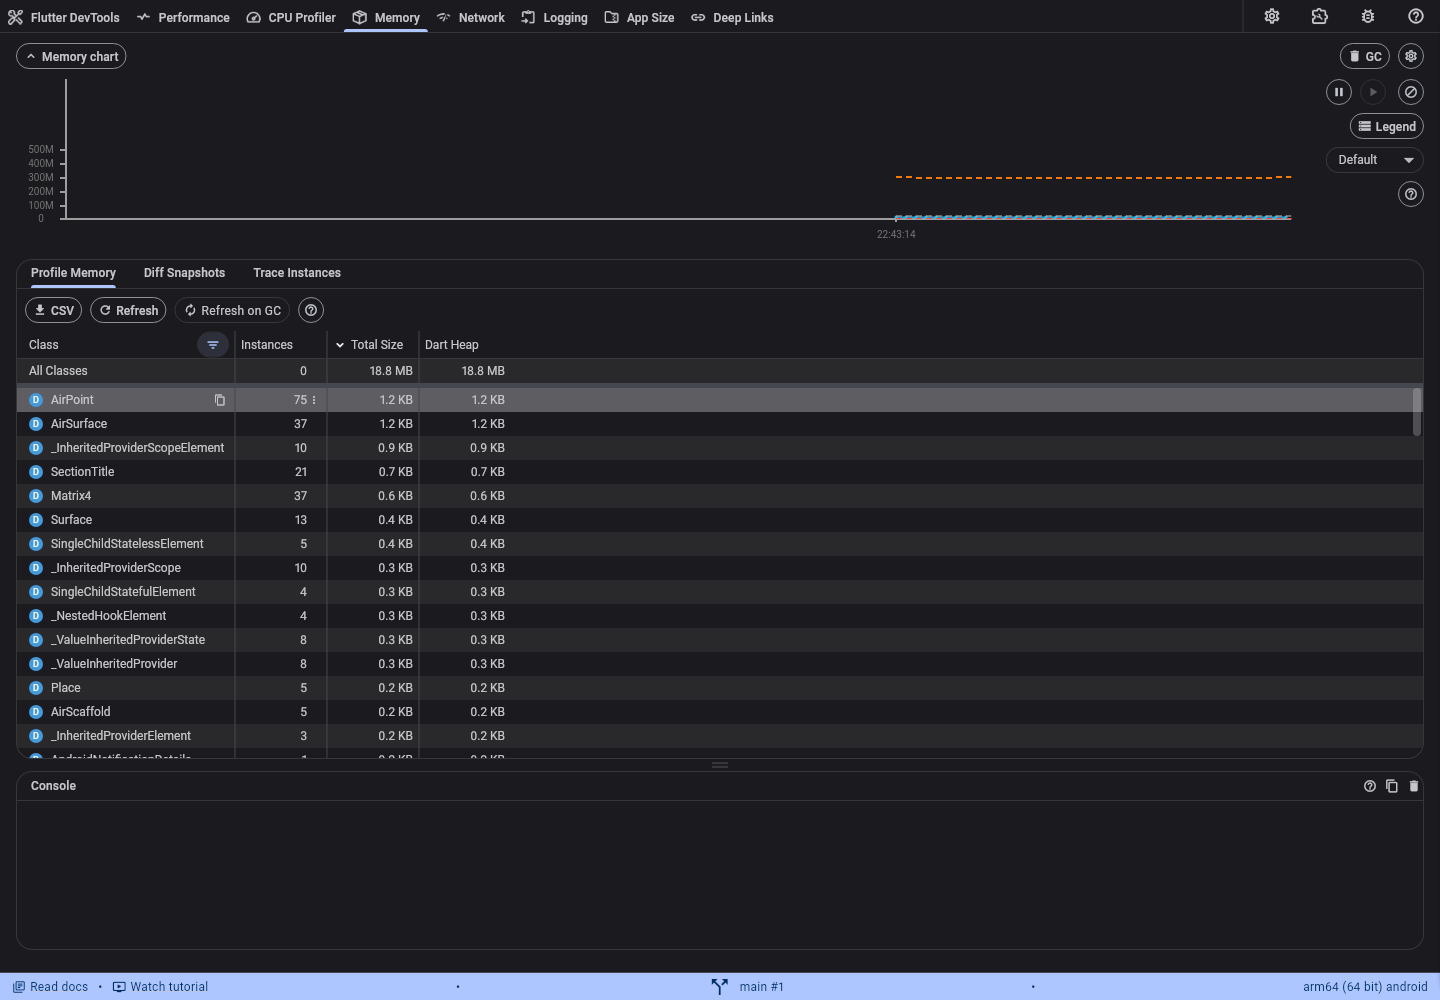 Flutter DevTools Performance CPU Profiler Memory Network Logging App Size Deep Links
Memory chart GC
Legend
Default
500M
400M
300M
200M
100M
0
22:43:14
Profile Memory Diff Snapshots Trace Instances
CSV Refresh Refresh on GC
Class Instances Total Size Dart Heap
All Classes 0 18.8 MB 18.8 MB
D AirPoint 75 1.2 KB 1.2 KB
D AirSurface 37 1.2 KB 1.2 KB
D _InheritedProviderScopeElement 10 0.9 KB 0.9 KB
D SectionTitle 21 0.7 KB 0.7 KB
D Matrix4 37 0.6 KB 0.6 KB
D Surface 13 0.4 KB 0.4 KB
D SingleChildStatelessElement 5 0.4 KB 0.4 KB
D _InheritedProviderScope 10 0.3 KB 0.3 KB
D SingleChildStatefulElement 4 0.3 KB 0.3 KB
D _NestedHookElement 4 0.3 KB 0.3 KB
D _ValueInheritedProviderState 8 0.3 KB 0.3 KB
D _ValueInheritedProvider 8 0.3 KB 0.3 KB
D Place 5 0.2 KB 0.2 KB
D AirScaffold 5 0.2 KB 0.2 KB
D _InheritedProviderElement 3 0.2 KB 0.2 KB
AndroidNotificationDetails
Console
Read docs • Watch tutorial • main #1 • arm64 (64 bit) android